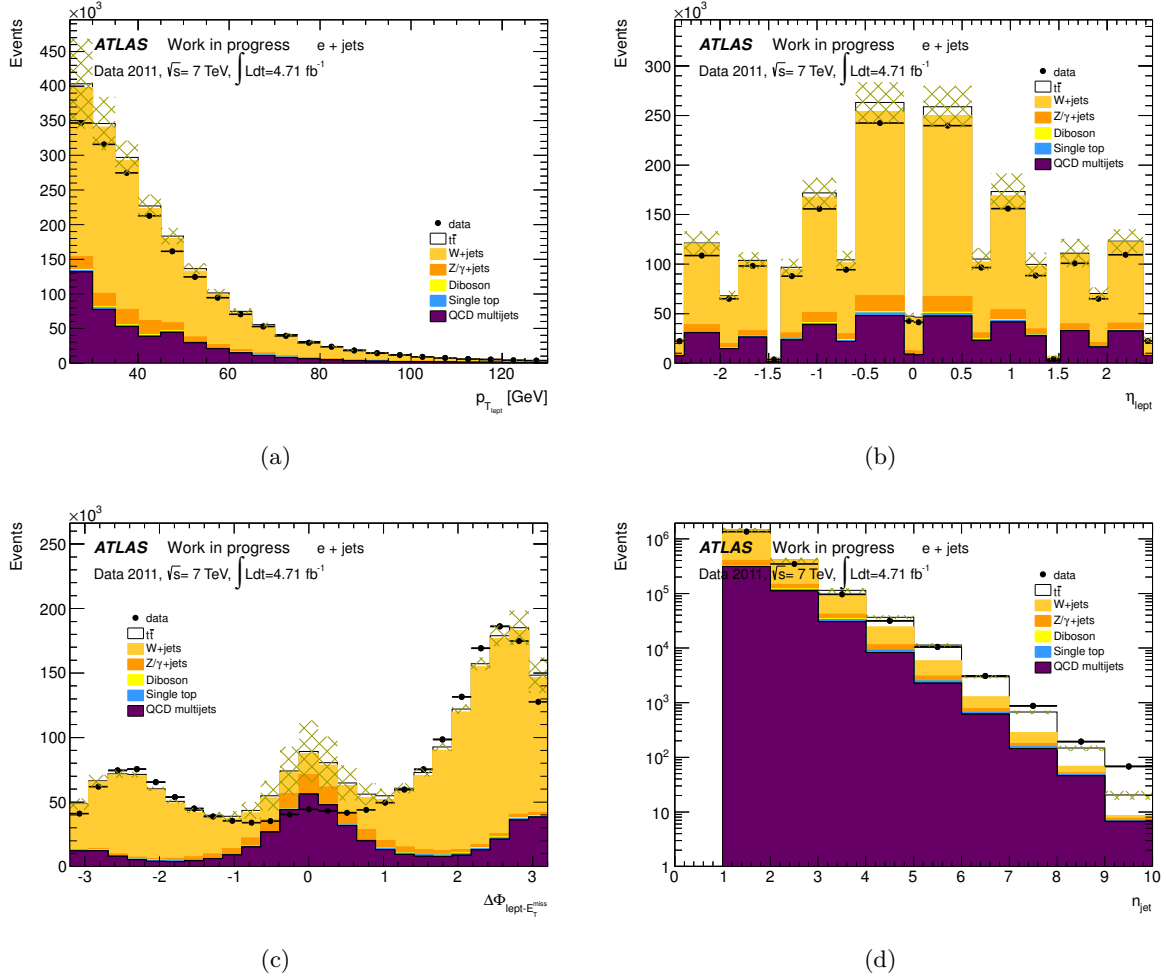 ×10³
Events
450
400
350
300
250
200
150
100
50
0
ATLAS Work in progress e + jets
Data 2011, √s= 7 TeV, ∫ Ldt=4.71 fb⁻¹
data
tt̄
W+jets
Z/γ+jets
Diboson
Single top
QCD multijets
40 60 80 100 120
p_T_lept [GeV]
(a)
×10³
Events
300
250
200
150
100
50
0
ATLAS Work in progress e + jets
Data 2011, √s= 7 TeV, ∫ Ldt=4.71 fb⁻¹
data
tt̄
W+jets
Z/γ+jets
Diboson
Single top
QCD multijets
-2 -1.5 -1 -0.5 0 0.5 1 1.5 2
η_lept
(b)
×10³
Events
250
200
150
100
50
0
ATLAS Work in progress e + jets
Data 2011, √s= 7 TeV, ∫ Ldt=4.71 fb⁻¹
data
tt̄
W+jets
Z/γ+jets
Diboson
Single top
QCD multijets
-3 -2 -1 0 1 2 3
ΔΦ_lept-E_T^miss
(c)
Events
10⁶
10⁵
10⁴
10³
10²
10
1
ATLAS Work in progress e + jets
Data 2011, √s= 7 TeV, ∫ Ldt=4.71 fb⁻¹
data
tt̄
W+jets
Z/γ+jets
Diboson
Single top
QCD multijets
0 1 2 3 4 5 6 7 8 9 10
n_jet
(d)